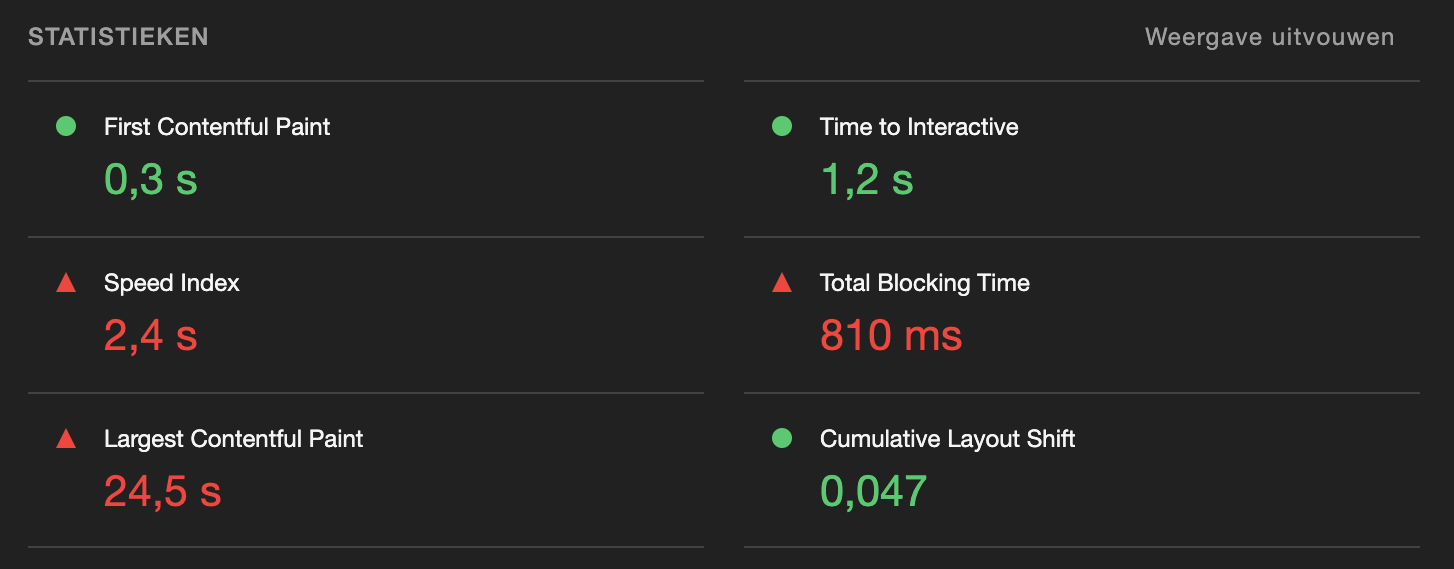 STATISTIEKEN
Weergave uitvouwen
First Contentful Paint
0,3 s
Time to Interactive
1,2 s
Speed Index
2,4 s
Total Blocking Time
810 ms
Largest Contentful Paint
24,5 s
Cumulative Layout Shift
0,047